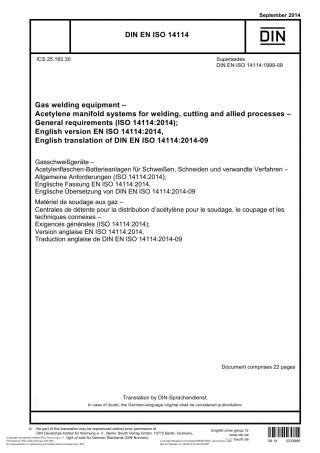 September 2014
DIN EN ISO 14114
DIN
ICS 25.160.30
Supersedes
DIN EN ISO 14114:1999-09
Gas welding equipment –
Acetylene manifold systems for welding, cutting and allied processes –
General requirements (ISO 14114:2014);
English version EN ISO 14114:2014,
English translation of DIN EN ISO 14114:2014-09
Gasschweißgeräte –
Acetylenflaschen-Batterieanlagen für Schweißen, Schneiden und verwandte Verfahren –
Allgemeine Anforderungen (ISO 14114:2014);
Englische Fassung EN ISO 14114:2014,
Englische Übersetzung von DIN EN ISO 14114:2014-09
Matériel de soudage aux gaz –
Centrales de détente pour la distribution d'acétylène pour le soudage, le coupage et les
techniques connexes –
Exigences générales (ISO 14114:2014);
Version anglaise EN ISO 14114:2014,
Traduction anglaise de DIN EN ISO 14114:2014-09
Document comprises 22 pages
Translation by DIN-Sprachendienst.
In case of doubt, the German-language original shall be considered authoritative.
© No part of this translation may be reproduced without prior permission of
DIN Deutsches Institut für Normung e. V., Berlin. Beuth Verlag GmbH, 10772 Berlin, Germany,
right of sale for German Standards (DIN-Normen).
English price group 13
www.din.de
www.beuth.de